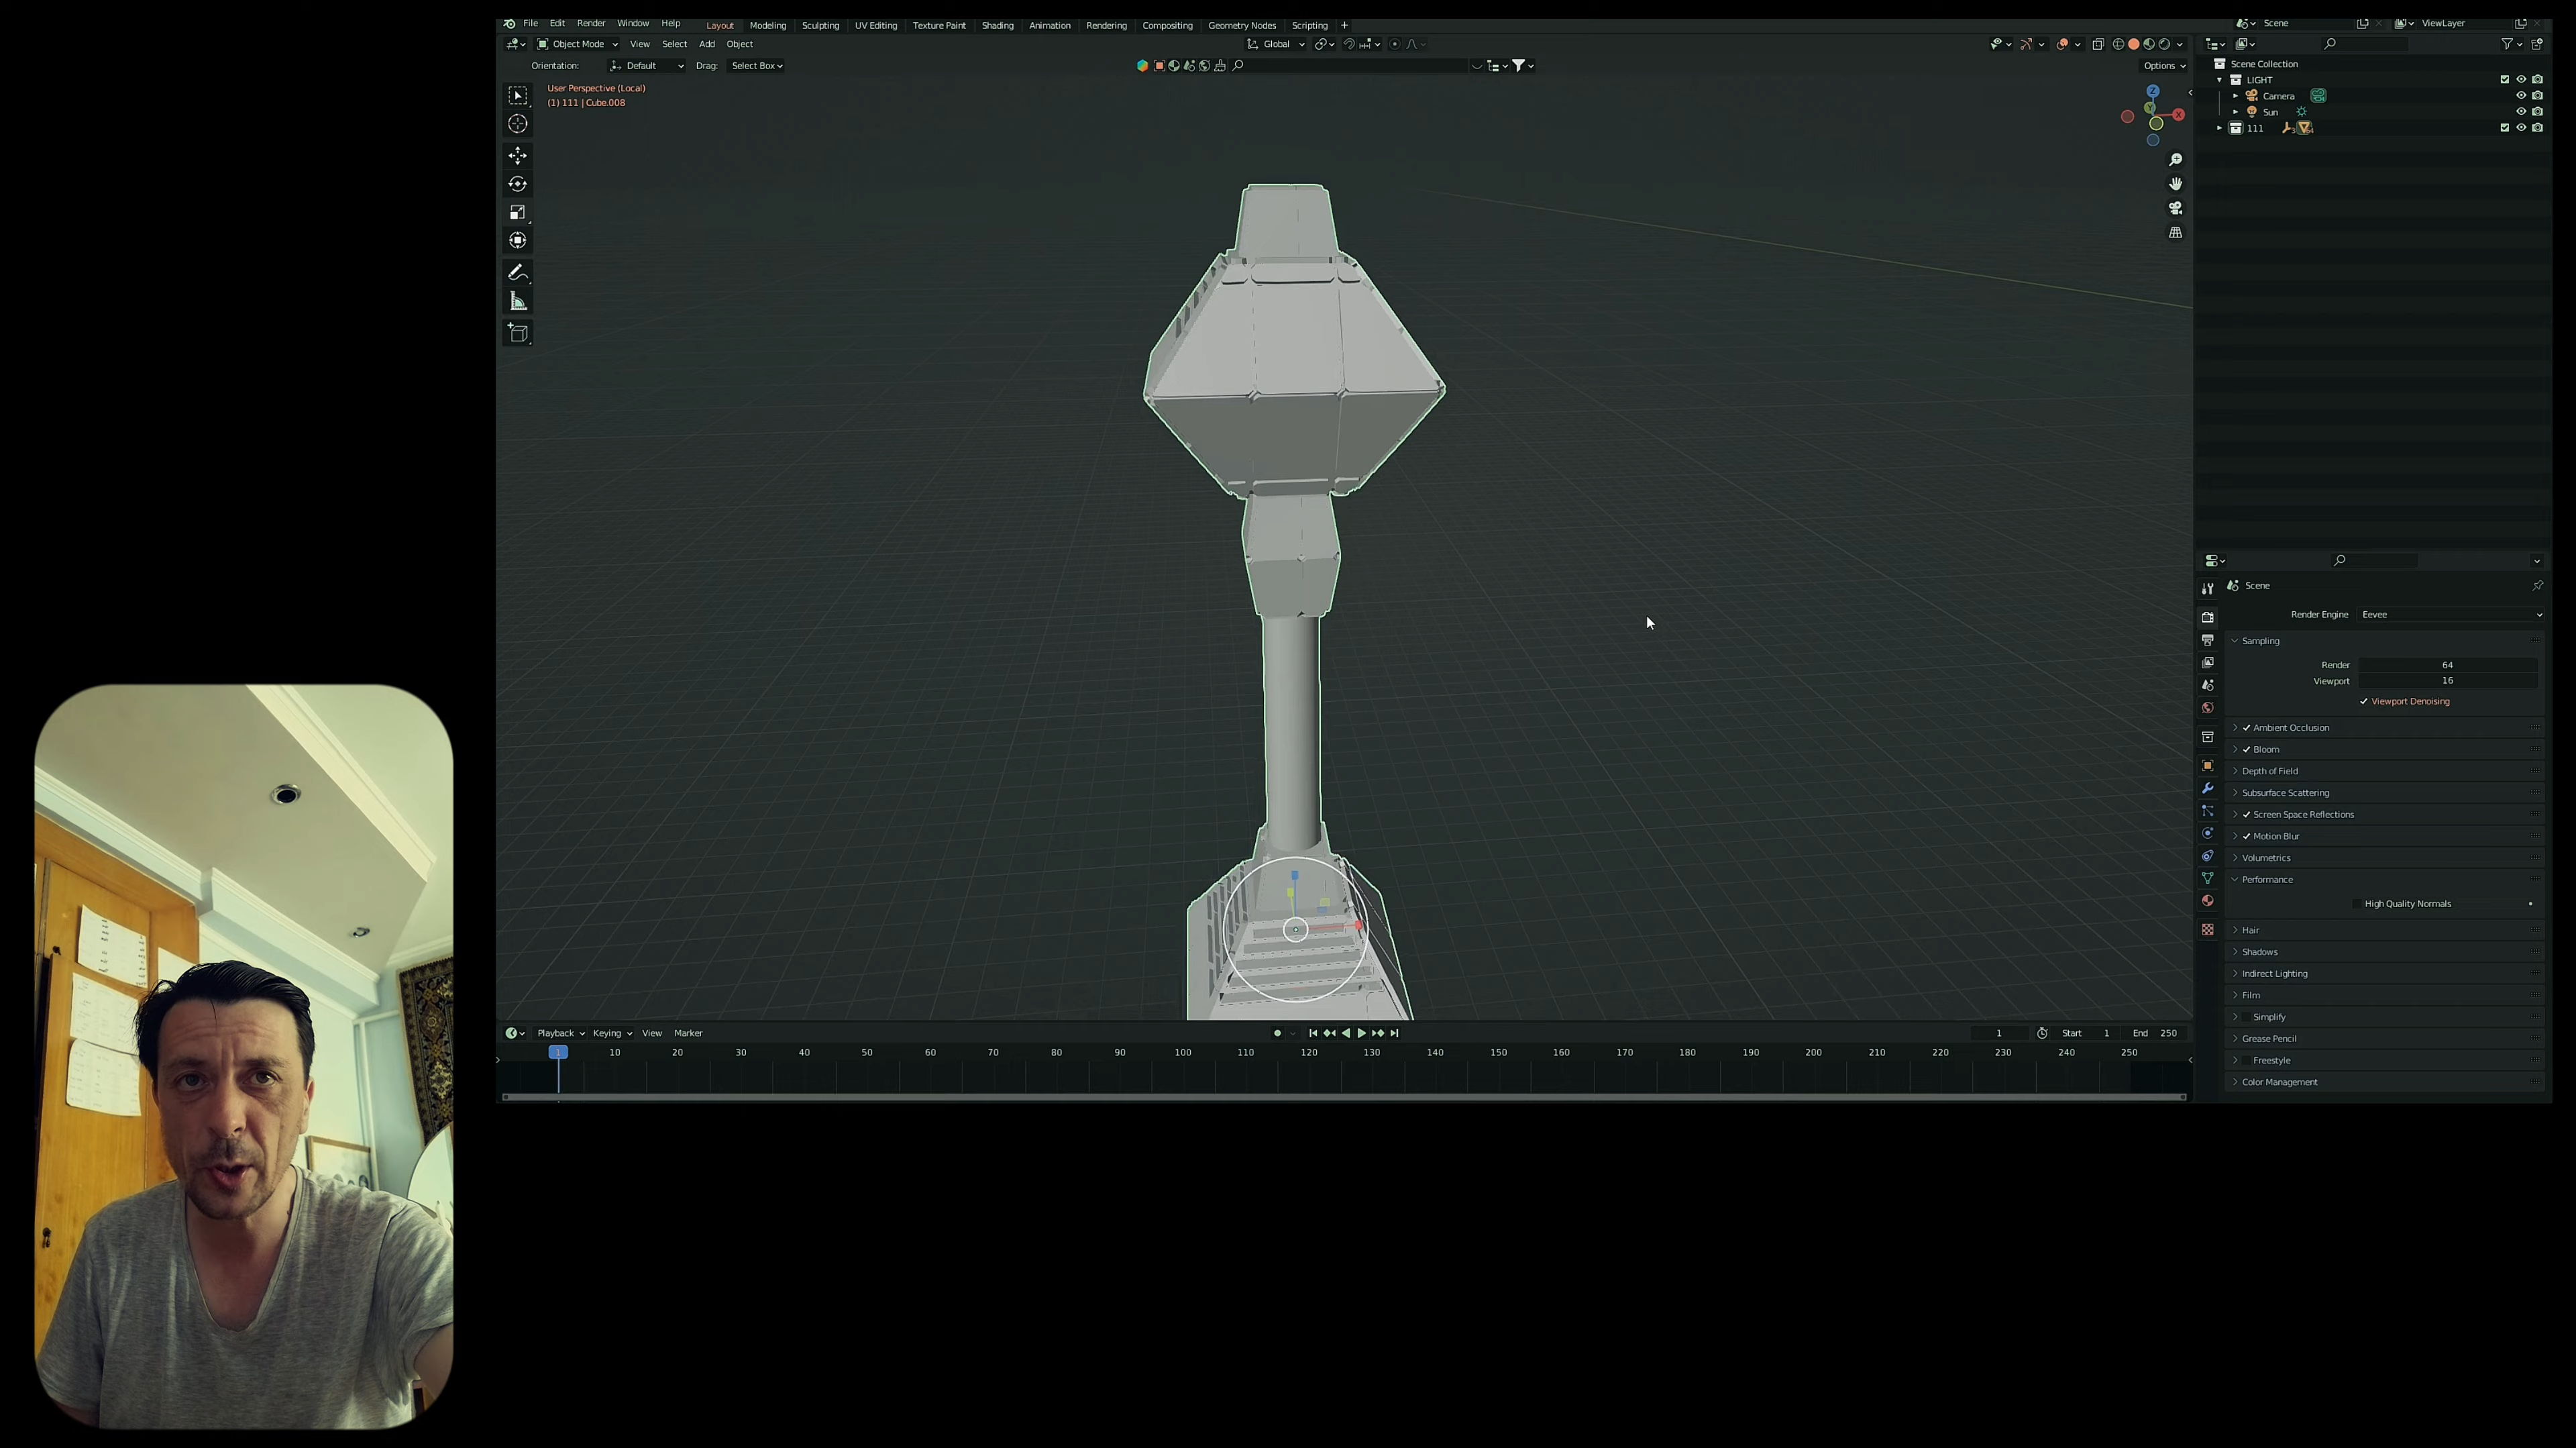 File Edit Render Window Help Layout Modeling Sculpting UV Editing Texture Paint Shading Animation Rendering Compositing Geometry Nodes Scripting + Scene ViewLayer
Object Mode View Select Add Object Global
Orientation: Default Drag: Select Box Options
User Perspective (Local)
(1) 111 | Cube.008
Z
Y
X
Scene Collection
LIGHT
Camera
Sun
111
Scene
Render Engine Eevee
Sampling
Render 64
Viewport 16
Viewport Denoising
Ambient Occlusion
Bloom
Depth of Field
Subsurface Scattering
Screen Space Reflections
Motion Blur
Volumetrics
Performance
High Quality Normals
Hair
Shadows
Indirect Lighting
Film
Simplify
Grease Pencil
Freestyle
Color Management
Playback Keying View Marker 1 Start 1 End 250
1 10 20 30 40 50 60 70 80 90 100 110 120 130 140 150 160 170 180 190 200 210 220 230 240 250